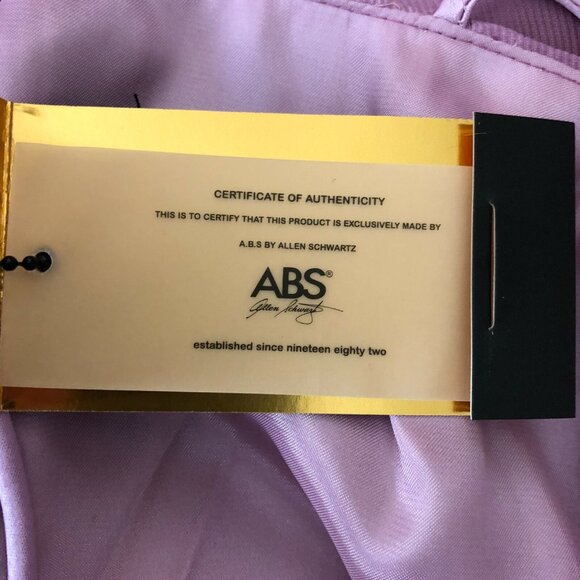 CERTIFICATE OF AUTHENTICITY
THIS IS TO CERTIFY THAT THIS PRODUCT IS EXCLUSIVELY MADE BY
A.B.S BY ALLEN SCHWARTZ
ABS®
Allen Schwartz
established since nineteen eighty two